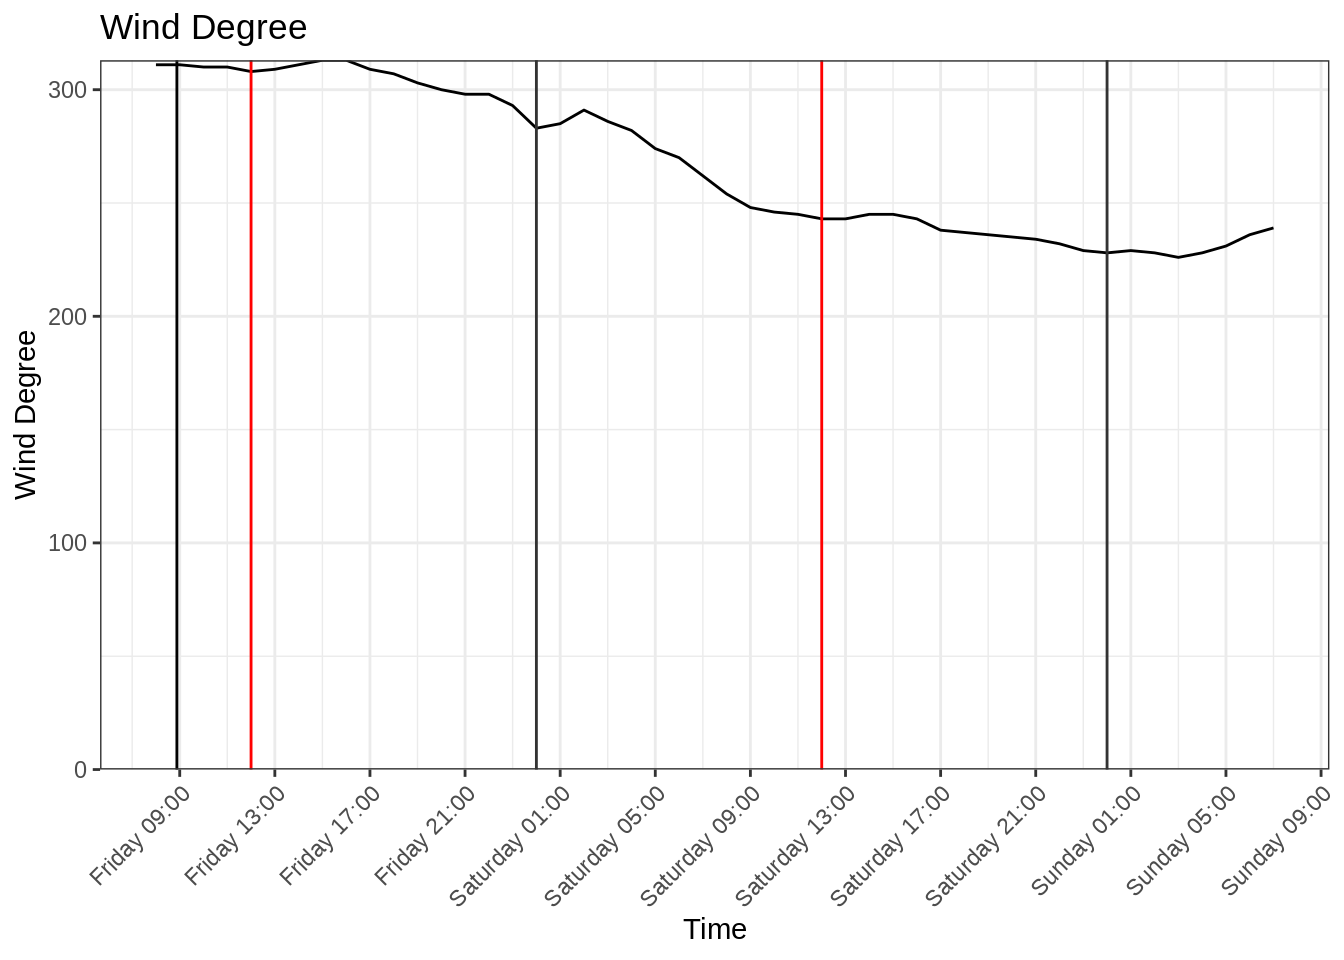 Wind Degree
Wind Degree
300
200
100
0
Friday 09:00
Friday 13:00
Friday 17:00
Friday 21:00
Saturday 01:00
Saturday 05:00
Saturday 09:00
Saturday 13:00
Saturday 17:00
Saturday 21:00
Sunday 01:00
Sunday 05:00
Sunday 09:00
Time